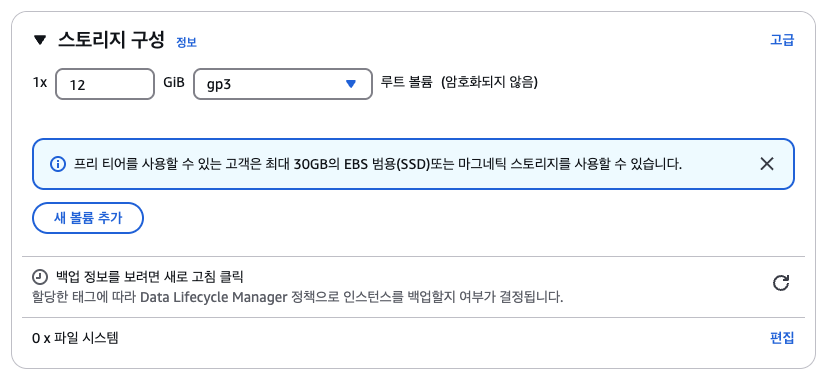 스토리지 구성 정보 고급
1x 12 GiB gp3 루트 볼륨 (암호화되지 않음)
프리 티어를 사용할 수 있는 고객은 최대 30GB의 EBS 범용(SSD)또는 마그네틱 스토리지를 사용할 수 있습니다.
새 볼륨 추가
백업 정보를 보려면 새로 고침 클릭
할당한 태그에 따라 Data Lifecycle Manager 정책으로 인스턴스를 백업할지 여부가 결정됩니다.
0 x 파일 시스템 편집